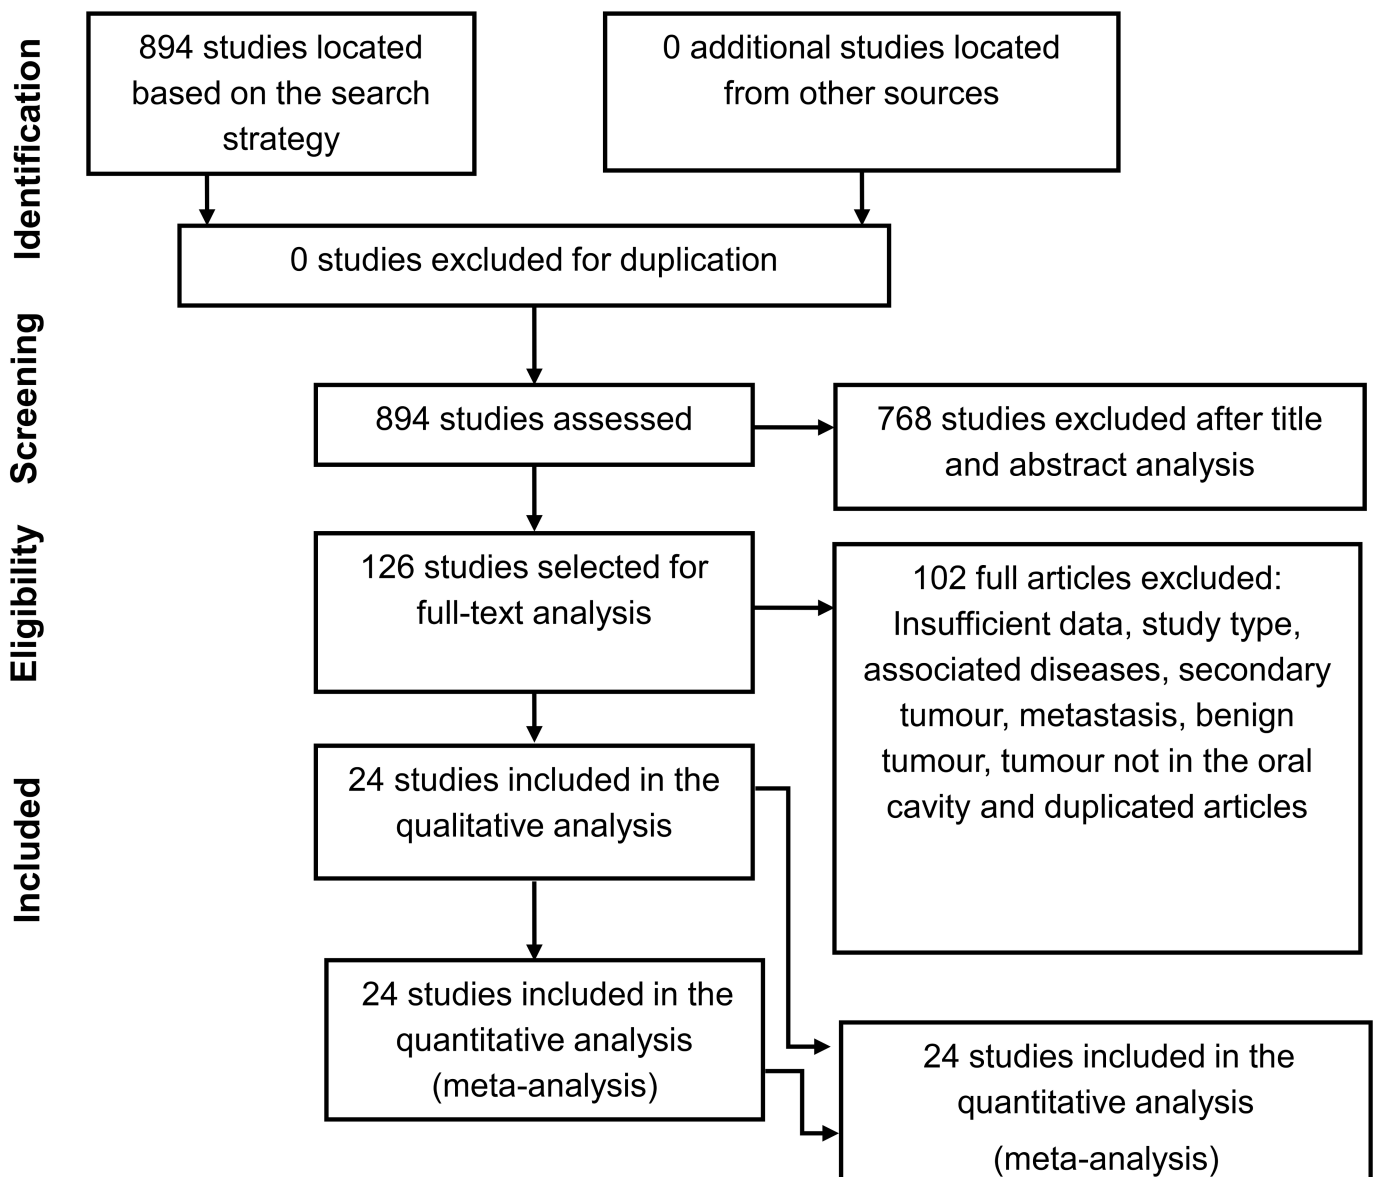 Identification
894 studies located
based on the search
strategy
0 additional studies located
from other sources
0 studies excluded for duplication
Screening
894 studies assessed
768 studies excluded after title
and abstract analysis
Eligibility
126 studies selected for
full-text analysis
102 full articles excluded:
Insufficient data, study type,
associated diseases, secondary
tumour, metastasis, benign
tumour, tumour not in the oral
cavity and duplicated articles
Included
24 studies included in the
qualitative analysis
24 studies included in the
quantitative analysis
(meta-analysis)
24 studies included in the
quantitative analysis
(meta-analysis)